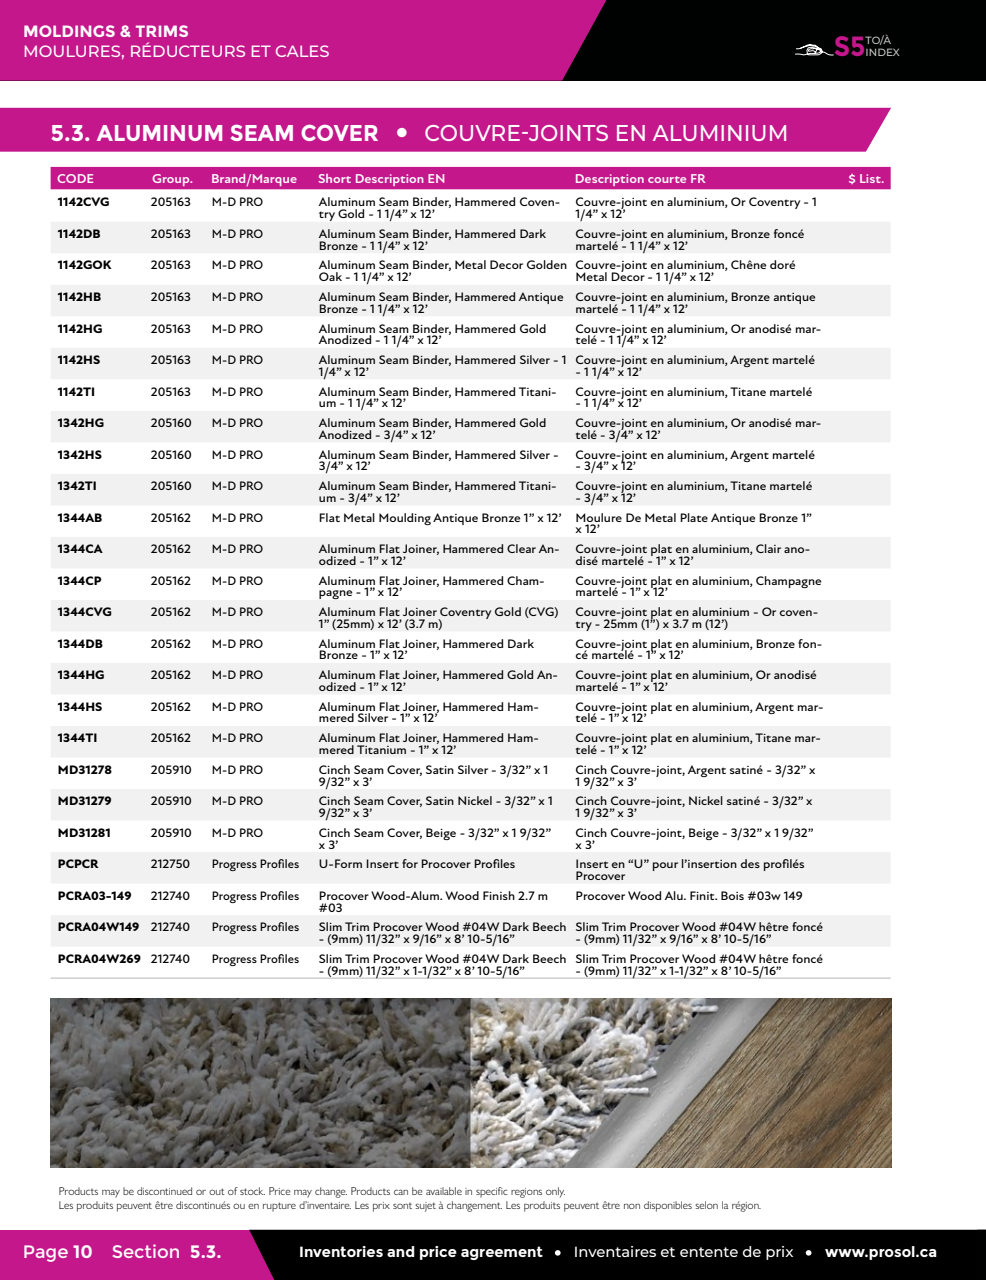 MOLDINGS & TRIMS
MOULURES, RÉDUCTEURS ET CALES
S5 TO/À INDEX
5.3. ALUMINUM SEAM COVER • COUVRE-JOINTS EN ALUMINIUM
CODE Group. Brand/Marque Short Description EN Description courte FR $ List.
1142CVG 205163 M-D PRO Aluminum Seam Binder, Hammered Coven- Couvre-joint en aluminium, Or Coventry - 1
try Gold - 1 1/4” x 12’ 1/4” x 12’
1142DB 205163 M-D PRO Aluminum Seam Binder, Hammered Dark Couvre-joint en aluminium, Bronze foncé
Bronze - 1 1/4” x 12’ martelé - 1 1/4” x 12’
1142GOK 205163 M-D PRO Aluminum Seam Binder, Metal Decor Golden Couvre-joint en aluminium, Chêne doré
Oak - 1 1/4” x 12’ Metal Decor - 1 1/4” x 12’
1142HB 205163 M-D PRO Aluminum Seam Binder, Hammered Antique Couvre-joint en aluminium, Bronze antique
Bronze - 1 1/4” x 12’ martelé - 1 1/4” x 12’
1142HG 205163 M-D PRO Aluminum Seam Binder, Hammered Gold Couvre-joint en aluminium, Or anodisé mar-
Anodized - 1 1/4” x 12’ telé - 1 1/4” x 12’
1142HS 205163 M-D PRO Aluminum Seam Binder, Hammered Silver - 1 Couvre-joint en aluminium, Argent martelé
1/4” x 12’ - 1 1/4” x 12’
1142TI 205163 M-D PRO Aluminum Seam Binder, Hammered Titani- Couvre-joint en aluminium, Titane martelé
um - 1 1/4” x 12’ - 1 1/4” x 12’
1342HG 205160 M-D PRO Aluminum Seam Binder, Hammered Gold Couvre-joint en aluminium, Or anodisé mar-
Anodized - 3/4” x 12’ telé - 3/4” x 12’
1342HS 205160 M-D PRO Aluminum Seam Binder, Hammered Silver - Couvre-joint en aluminium, Argent martelé
3/4” x 12’ - 3/4” x 12’
1342TI 205160 M-D PRO Aluminum Seam Binder, Hammered Titani- Couvre-joint en aluminium, Titane martelé
um - 3/4” x 12’ - 3/4” x 12’
1344AB 205162 M-D PRO Flat Metal Moulding Antique Bronze 1” x 12’ Moulure De Metal Plate Antique Bronze 1”
x 12’
1344CA 205162 M-D PRO Aluminum Flat Joiner, Hammered Clear An- Couvre-joint plat en aluminium, Clair ano-
odized - 1” x 12’ disé martelé - 1” x 12’
1344CP 205162 M-D PRO Aluminum Flat Joiner, Hammered Cham- Couvre-joint plat en aluminium, Champagne
pagne - 1” x 12’ martelé - 1” x 12’
1344CVG 205162 M-D PRO Aluminum Flat Joiner Coventry Gold (CVG) Couvre-joint plat en aluminium - Or coven-
1” (25mm) x 12’ (3.7 m) try - 25mm (1”) x 3.7 m (12’)
1344DB 205162 M-D PRO Aluminum Flat Joiner, Hammered Dark Couvre-joint plat en aluminium, Bronze fon-
Bronze - 1” x 12’ cé martelé - 1” x 12’
1344HG 205162 M-D PRO Aluminum Flat Joiner, Hammered Gold An- Couvre-joint plat en aluminium, Or anodisé
odized - 1” x 12’ martelé - 1” x 12’
1344HS 205162 M-D PRO Aluminum Flat Joiner, Hammered Ham- Couvre-joint plat en aluminium, Argent mar-
mered Silver - 1” x 12’ telé - 1” x 12’
1344TI 205162 M-D PRO Aluminum Flat Joiner, Hammered Ham- Couvre-joint plat en aluminium, Titane mar-
mered Titanium - 1” x 12’ telé - 1” x 12’
MD31278 205910 M-D PRO Cinch Seam Cover, Satin Silver - 3/32” x 1 Cinch Couvre-joint, Argent satiné - 3/32” x
9/32” x 3’ 1 9/32” x 3’
MD31279 205910 M-D PRO Cinch Seam Cover, Satin Nickel - 3/32” x 1 Cinch Couvre-joint, Nickel satiné - 3/32” x
9/32” x 3’ 1 9/32” x 3’
MD31281 205910 M-D PRO Cinch Seam Cover, Beige - 3/32” x 1 9/32” Cinch Couvre-joint, Beige - 3/32” x 1 9/32”
x 3’ x 3’
PCPCR 212750 Progress Profiles U-Form Insert for Procover Profiles Insert en “U” pour l’insertion des profilés
Procover
PCRA03-149 212740 Progress Profiles Procover Wood-Alum. Wood Finish 2.7 m Procover Wood Alu. Finit. Bois #03w 149
#03
PCRA04W149 212740 Progress Profiles Slim Trim Procover Wood #04W Dark Beech Slim Trim Procover Wood #04W hêtre foncé
- (9mm) 11/32” x 9/16” x 8’ 10-5/16” - (9mm) 11/32” x 9/16” x 8’ 10-5/16”
PCRA04W269 212740 Progress Profiles Slim Trim Procover Wood #04W Dark Beech Slim Trim Procover Wood #04W hêtre foncé
- (9mm) 11/32” x 1-1/32” x 8’ 10-5/16” - (9mm) 11/32” x 1-1/32” x 8’ 10-5/16”
Products may be discontinued or out of stock. Price may change. Products can be available in specific regions only.
Les produits peuvent être discontinués ou en rupture d’inventaire. Les prix sont sujet à changement. Les produits peuvent être non disponibles selon la région.
Page 10 Section 5.3. Inventories and price agreement • Inventaires et entente de prix • www.prosol.ca